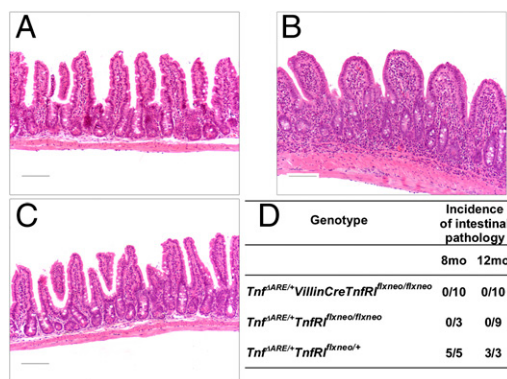 A
B
C
D
Genotype
Incidence of intestinal pathology
8mo 12mo
Tnf^ΔARE/+VillinCreTnfRI^flxneo/flxneo 0/10 0/10
Tnf^ΔARE/+TnfRI^flxneo/flxneo 0/3 0/9
Tnf^ΔARE/+TnfRI^flxneo/+ 5/5 3/3